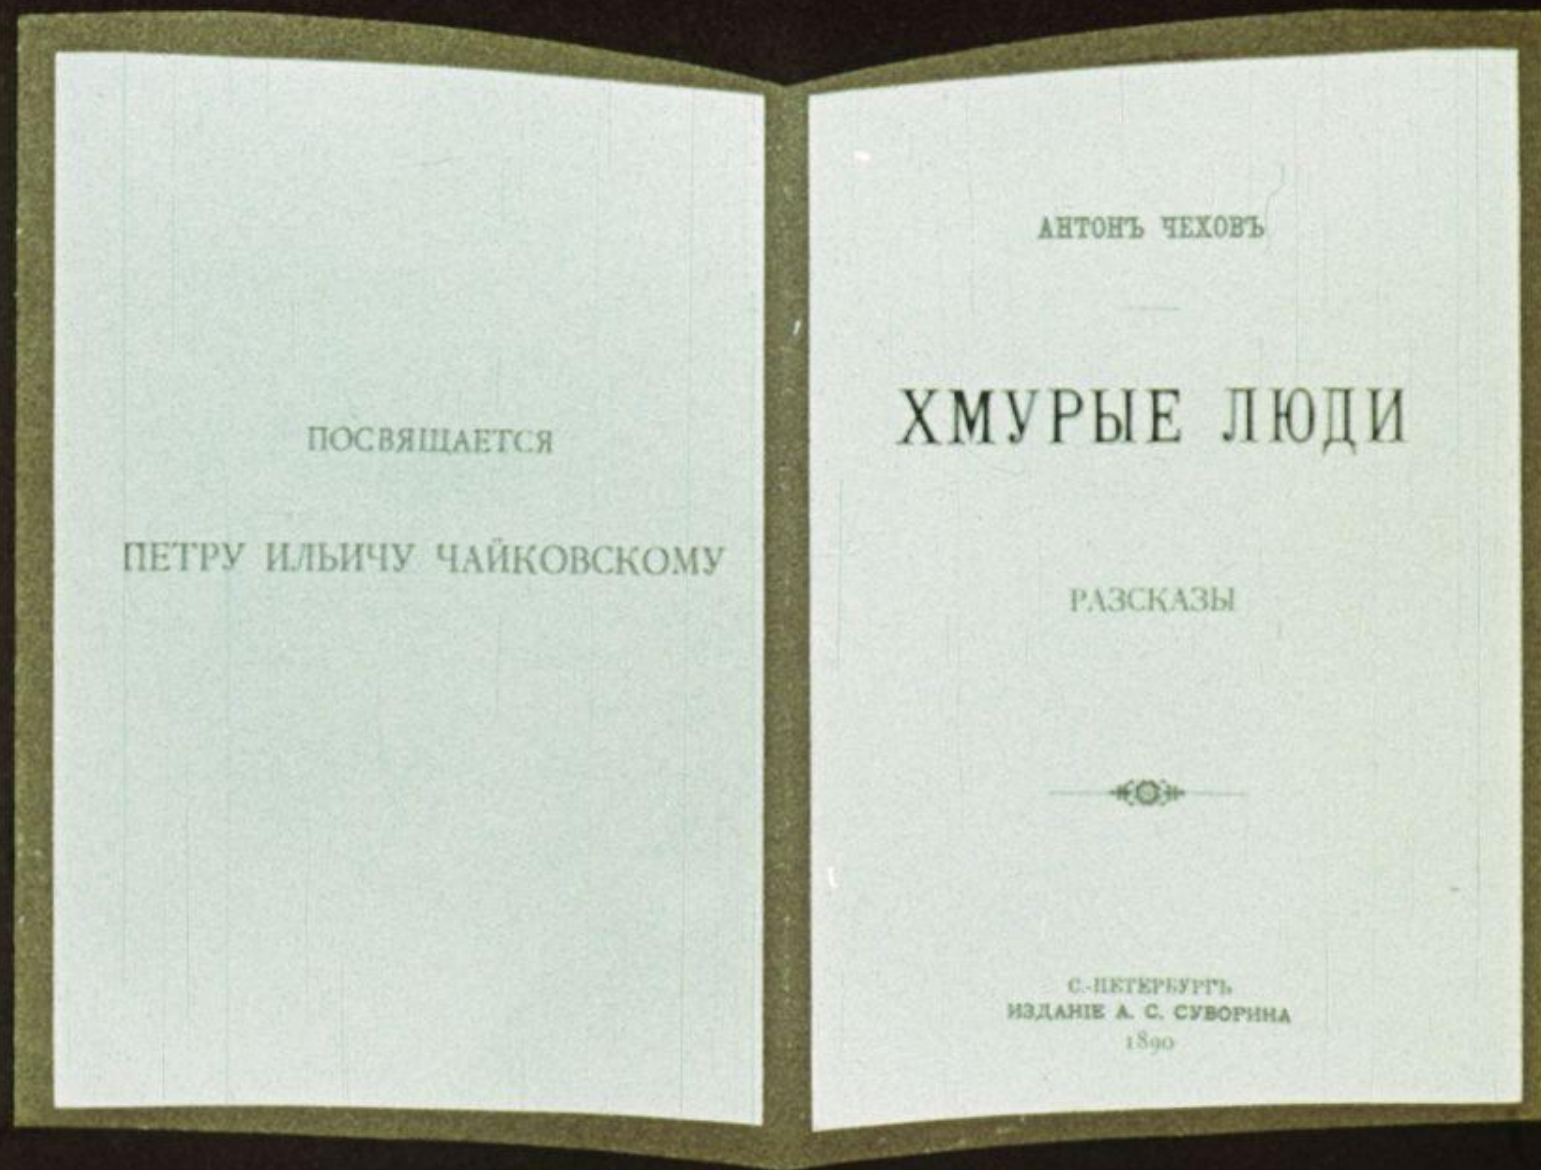 ПОСВЯЩАЕТСЯ
ПЕТРУ ИЛЬИЧУ ЧАЙКОВСКОМУ
АНТОНЪ ЧЕХОВЪ
ХМУРЫЕ ЛЮДИ
РАЗСКАЗЫ
С.-ПЕТЕРБУРГЪ
ИЗДАНІЕ А. С. СУВОРИНА
1890